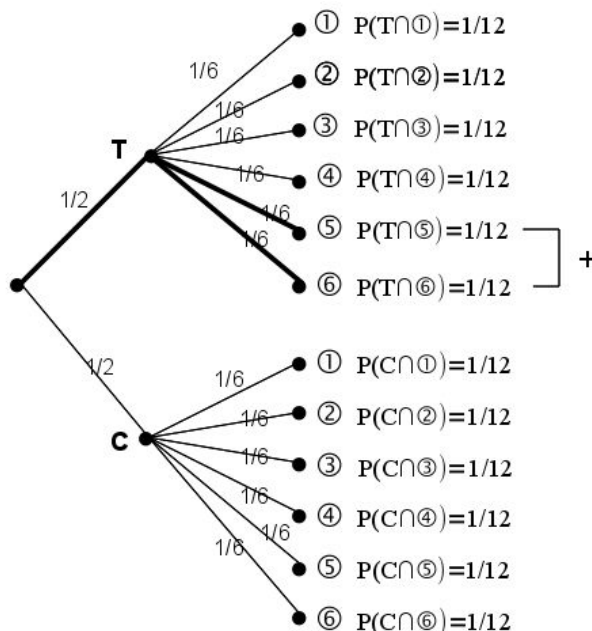 ① P(T∩①)=1/12
1/6
② P(T∩②)=1/12
1/6
③ P(T∩③)=1/12
1/6
T
④ P(T∩④)=1/12
1/6
1/2
⑤ P(T∩⑤)=1/12
1/6
1/6
+
⑥ P(T∩⑥)=1/12
1/2
① P(C∩①)=1/12
1/6
② P(C∩②)=1/12
1/6
C
③ P(C∩③)=1/12
1/6
1/6
④ P(C∩④)=1/12
1/6
1/6
⑤ P(C∩⑤)=1/12
⑥ P(C∩⑥)=1/12